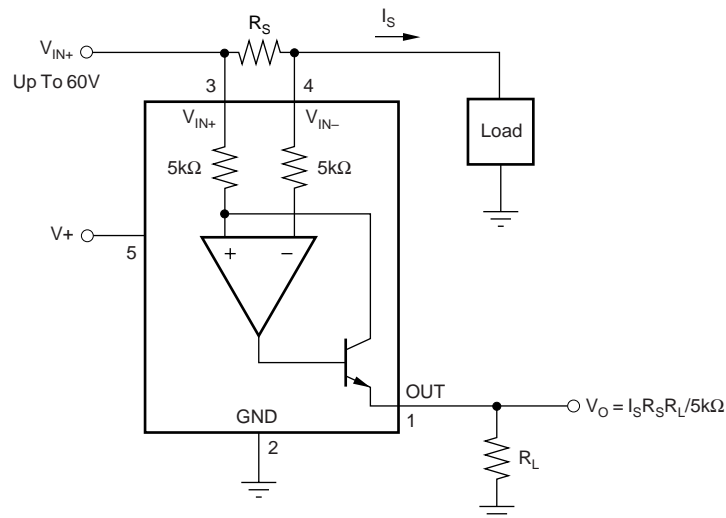 R_S
I_S
V_IN+
Up To 60V
3
4
V_IN+
V_IN–
5kΩ
5kΩ
Load
V+
5
+
–
OUT
1
V_O = I_SR_SR_L/5kΩ
GND
2
R_L